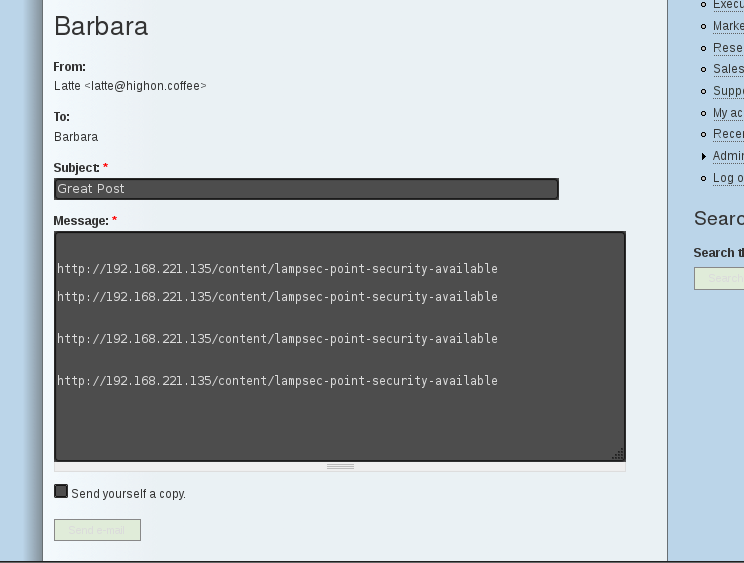 Barbara
From:
Latte <latte@highon.coffee>
To:
Barbara
Subject: *
Great Post
Message: *
http://192.168.221.135/content/lampsec-point-security-available
http://192.168.221.135/content/lampsec-point-security-available
http://192.168.221.135/content/lampsec-point-security-available
http://192.168.221.135/content/lampsec-point-security-available
Send yourself a copy.
Send e-mail
Execu
Marke
Rese
Sales
Suppo
My ac
Recen
Admin
Log o
Searc
Search th
Search